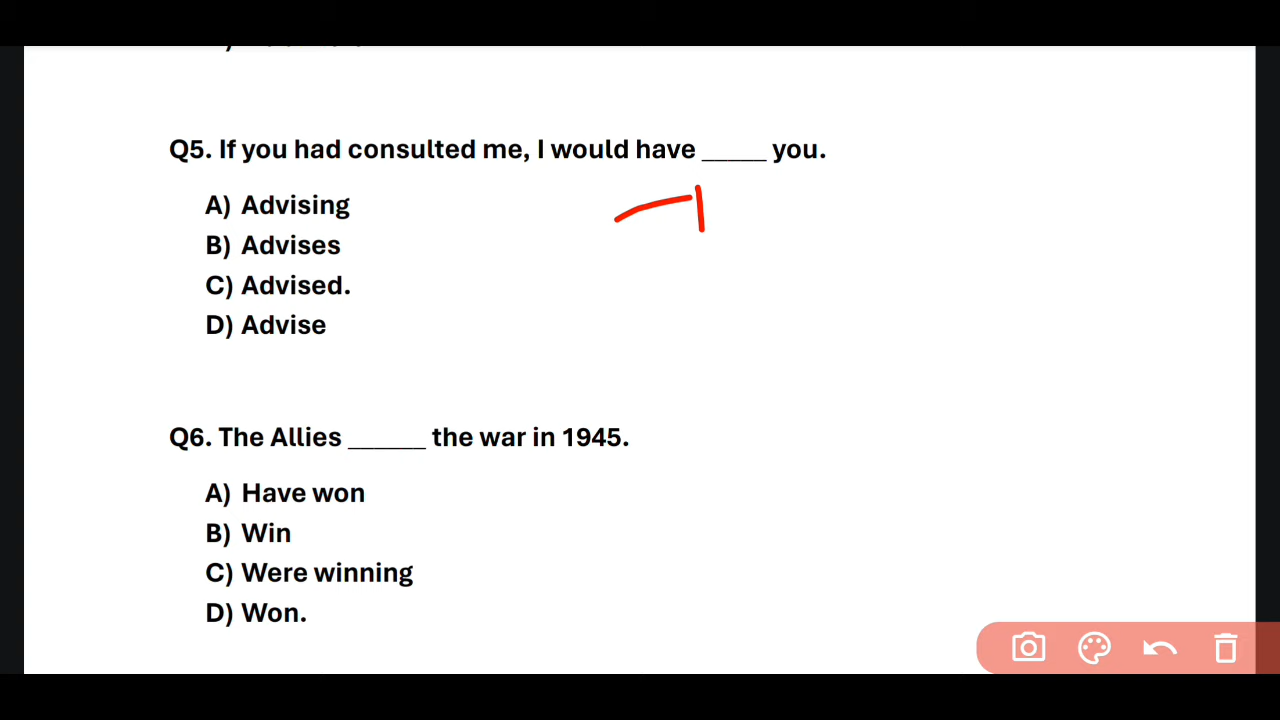 Q5. If you had consulted me, I would have _____ you.
A) Advising
B) Advises
C) Advised.
D) Advise
Q6. The Allies ______ the war in 1945.
A) Have won
B) Win
C) Were winning
D) Won.